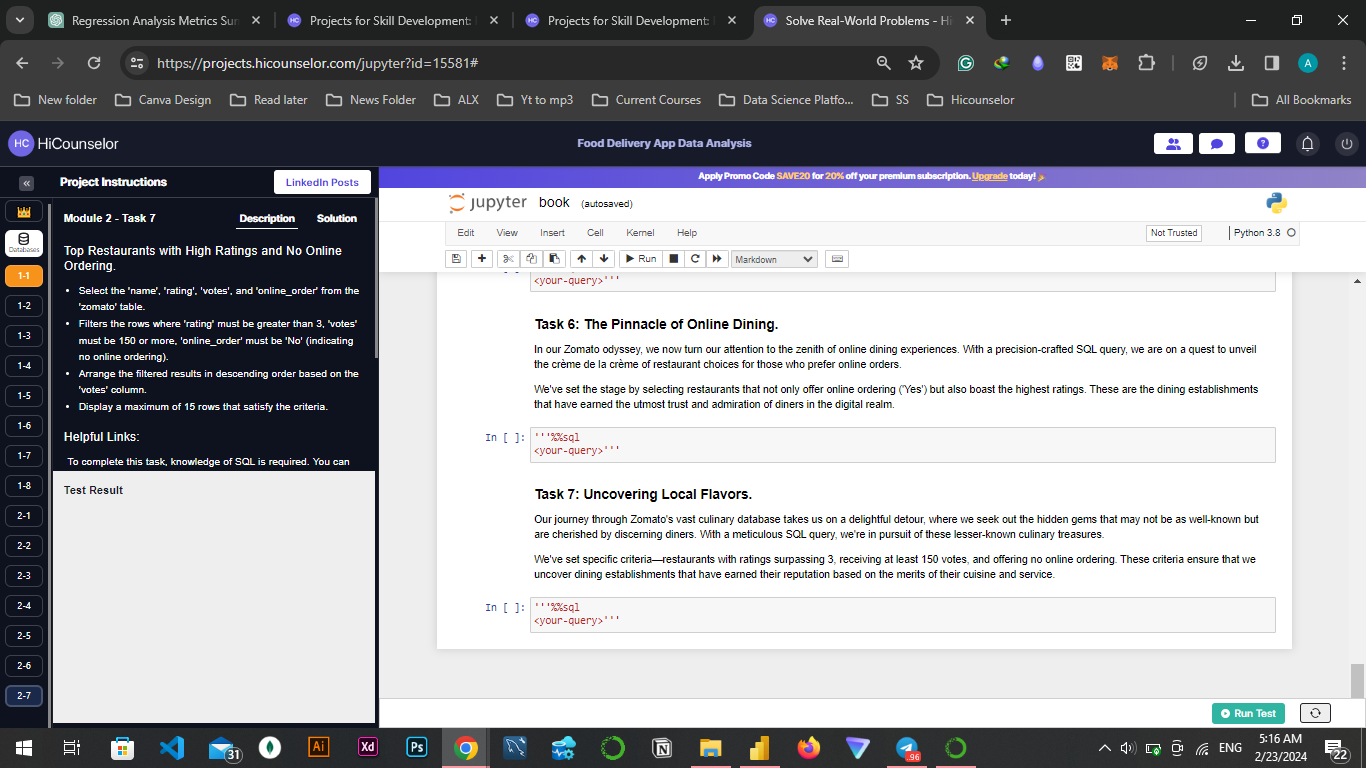 Regression Analysis Metrics Sur
Projects for Skill Development:
Projects for Skill Development:
Solve Real-World Problems - Hi
https://projects.hicounselor.com/jupyter?id=15581#
A
New folder
Canva Design
Read later
News Folder
ALX
Yt to mp3
Current Courses
Data Science Platfo...
SS
Hicounselor
All Bookmarks
HC HiCounselor
Food Delivery App Data Analysis
Project Instructions
LinkedIn Posts
Apply Promo Code SAVE20 for 20% off your premium subscription. Upgrade today!
Databases
1-1
1-2
1-3
1-4
1-5
1-6
1-7
1-8
2-1
2-2
2-3
2-4
2-5
2-6
2-7
Module 2 - Task 7
Description
Solution
Top Restaurants with High Ratings and No Online
Ordering.
• Select the 'name', 'rating', 'votes', and 'online_order' from the
'zomato' table.
• Filters the rows where 'rating' must be greater than 3, 'votes'
must be 150 or more, 'online_order' must be 'No' (indicating
no online ordering).
• Arrange the filtered results in descending order based on the
'votes' column.
• Display a maximum of 15 rows that satisfy the criteria.
Helpful Links:
To complete this task, knowledge of SQL is required. You can
Test Result
jupyter book (autosaved)
Edit View Insert Cell Kernel Help
Not Trusted
Python 3.8
Run
Markdown
<your-query>'''
Task 6: The Pinnacle of Online Dining.
In our Zomato odyssey, we now turn our attention to the zenith of online dining experiences. With a precision-crafted SQL query, we are on a quest to unveil
the crème de la crème of restaurant choices for those who prefer online orders.
We've set the stage by selecting restaurants that not only offer online ordering ('Yes') but also boast the highest ratings. These are the dining establishments
that have earned the utmost trust and admiration of diners in the digital realm.
In [ ]: '''%%sql
<your-query>'''
Task 7: Uncovering Local Flavors.
Our journey through Zomato's vast culinary database takes us on a delightful detour, where we seek out the hidden gems that may not be as well-known but
are cherished by discerning diners. With a meticulous SQL query, we're in pursuit of these lesser-known culinary treasures.
We've set specific criteria—restaurants with ratings surpassing 3, receiving at least 150 votes, and offering no online ordering. These criteria ensure that we
uncover dining establishments that have earned their reputation based on the merits of their cuisine and service.
In [ ]: '''%%sql
<your-query>'''
Run Test
31
Ai
Xd
Ps
N
.96
ENG
5:16 AM
2/23/2024
22